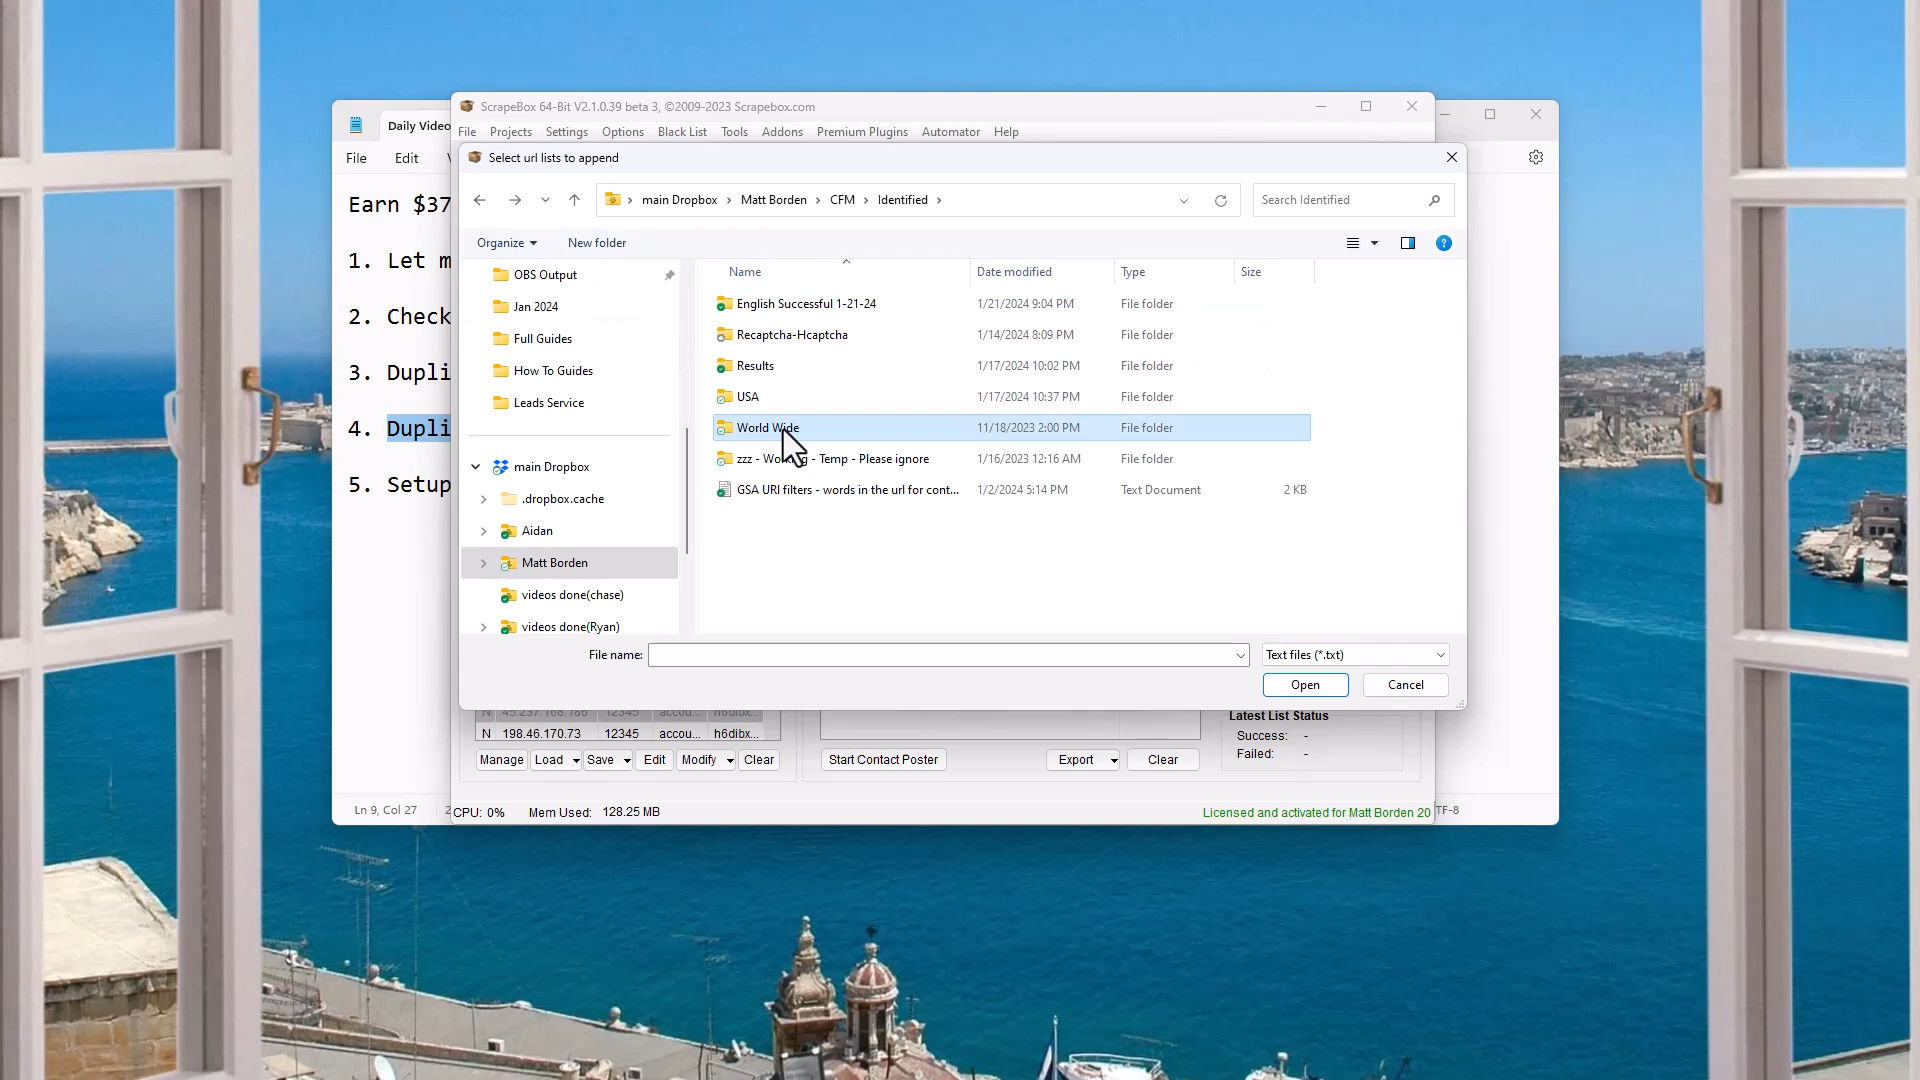 Daily Video
File Edit V
Earn $37
1. Let m
2. Check
3. Dupli
4. Dupli
5. Setup
Ln 9, Col 27 2
TF-8
ScrapeBox 64-Bit V2.1.0.39 beta 3, ©2009-2023 Scrapebox.com
File Projects Settings Options Black List Tools Addons Premium Plugins Automator Help
Select url lists to append
main Dropbox > Matt Borden > CFM > Identified >
Search Identified
Organize New folder
OBS Output
Jan 2024
Full Guides
How To Guides
Leads Service
main Dropbox
.dropbox.cache
Aidan
Matt Borden
videos done(chase)
videos done(Ryan)
Name Date modified Type Size
English Successful 1-21-24 1/21/2024 9:04 PM File folder
Recaptcha-Hcaptcha 1/14/2024 8:09 PM File folder
Results 1/17/2024 10:02 PM File folder
USA 1/17/2024 10:37 PM File folder
World Wide 11/18/2023 2:00 PM File folder
zzz - Working - Temp - Please ignore 1/16/2023 12:16 AM File folder
GSA URI filters - words in the url for cont... 1/2/2024 5:14 PM Text Document 2 KB
File name: Text files (*.txt)
Open Cancel
N 45.237.168.186 12345 accou... h6dibx...
N 198.46.170.73 12345 accou... h6dibx...
Manage Load Save Edit Modify Clear
Start Contact Poster Export Clear
Latest List Status
Success: -
Failed: -
CPU: 0% Mem Used: 128.25 MB
Licensed and activated for Matt Borden 20